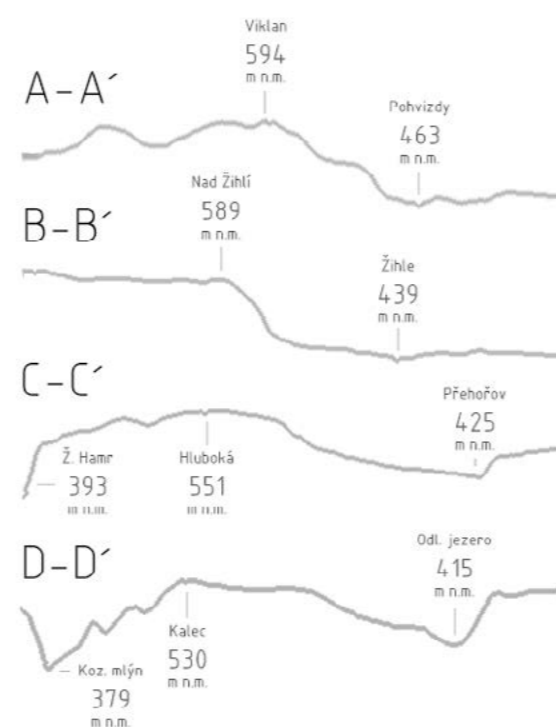 A-A´
Viklan
594
m n.m.
Pohvizdy
463
m n.m.
B-B´
Nad Žihlí
589
m n.m.
Žihle
439
m n.m.
C-C´
Ž. Hamr
393
m n.m.
Hluboká
551
m n.m.
Přehořov
425
m n.m.
D-D´
Koz. mlýn
379
m n.m.
Kalec
530
m n.m.
Odl. jezero
415
m n.m.